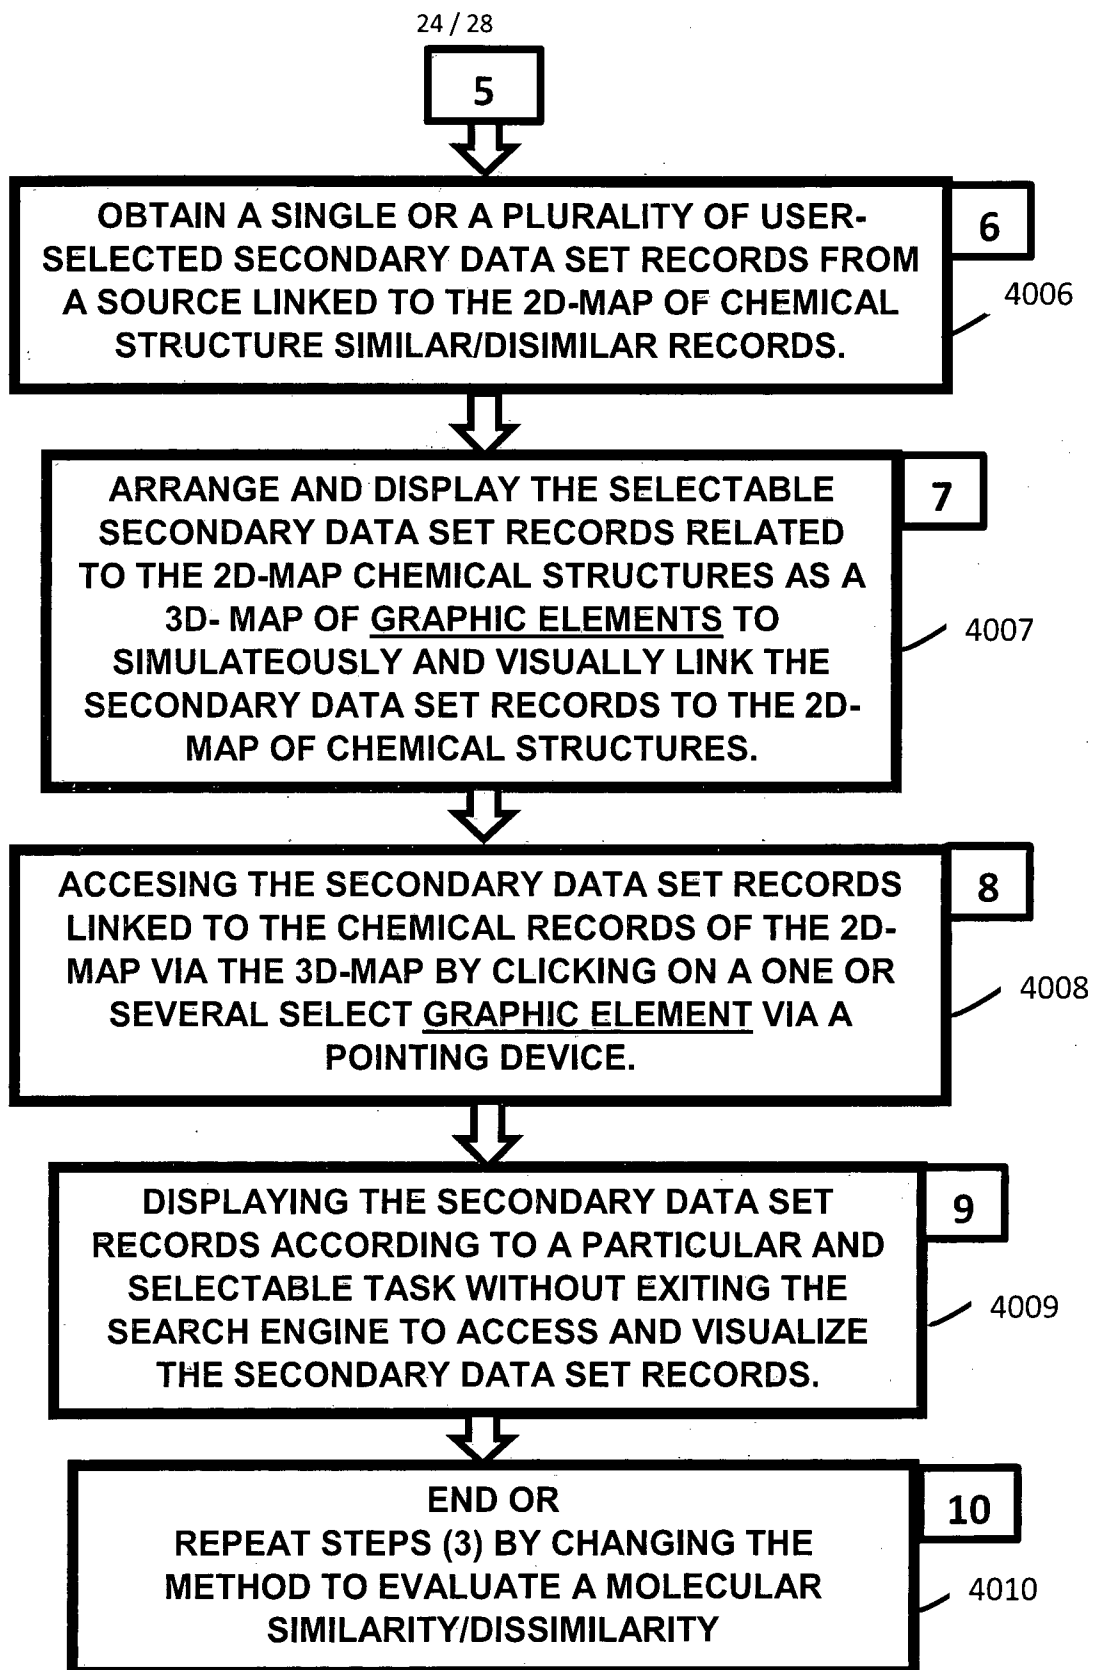 24 / 28
5
OBTAIN A SINGLE OR A PLURALITY OF USER-
SELECTED SECONDARY DATA SET RECORDS FROM
A SOURCE LINKED TO THE 2D-MAP OF CHEMICAL
STRUCTURE SIMILAR/DISIMILAR RECORDS.
6
4006
ARRANGE AND DISPLAY THE SELECTABLE
SECONDARY DATA SET RECORDS RELATED
TO THE 2D-MAP CHEMICAL STRUCTURES AS A
3D- MAP OF GRAPHIC ELEMENTS TO
SIMULATEOUSLY AND VISUALLY LINK THE
SECONDARY DATA SET RECORDS TO THE 2D-
MAP OF CHEMICAL STRUCTURES.
7
4007
ACCESING THE SECONDARY DATA SET RECORDS
LINKED TO THE CHEMICAL RECORDS OF THE 2D-
MAP VIA THE 3D-MAP BY CLICKING ON A ONE OR
SEVERAL SELECT GRAPHIC ELEMENT VIA A
POINTING DEVICE.
8
4008
DISPLAYING THE SECONDARY DATA SET
RECORDS ACCORDING TO A PARTICULAR AND
SELECTABLE TASK WITHOUT EXITING THE
SEARCH ENGINE TO ACCESS AND VISUALIZE
THE SECONDARY DATA SET RECORDS.
9
4009
END OR
REPEAT STEPS (3) BY CHANGING THE
METHOD TO EVALUATE A MOLECULAR
SIMILARITY/DISSIMILARITY
10
4010